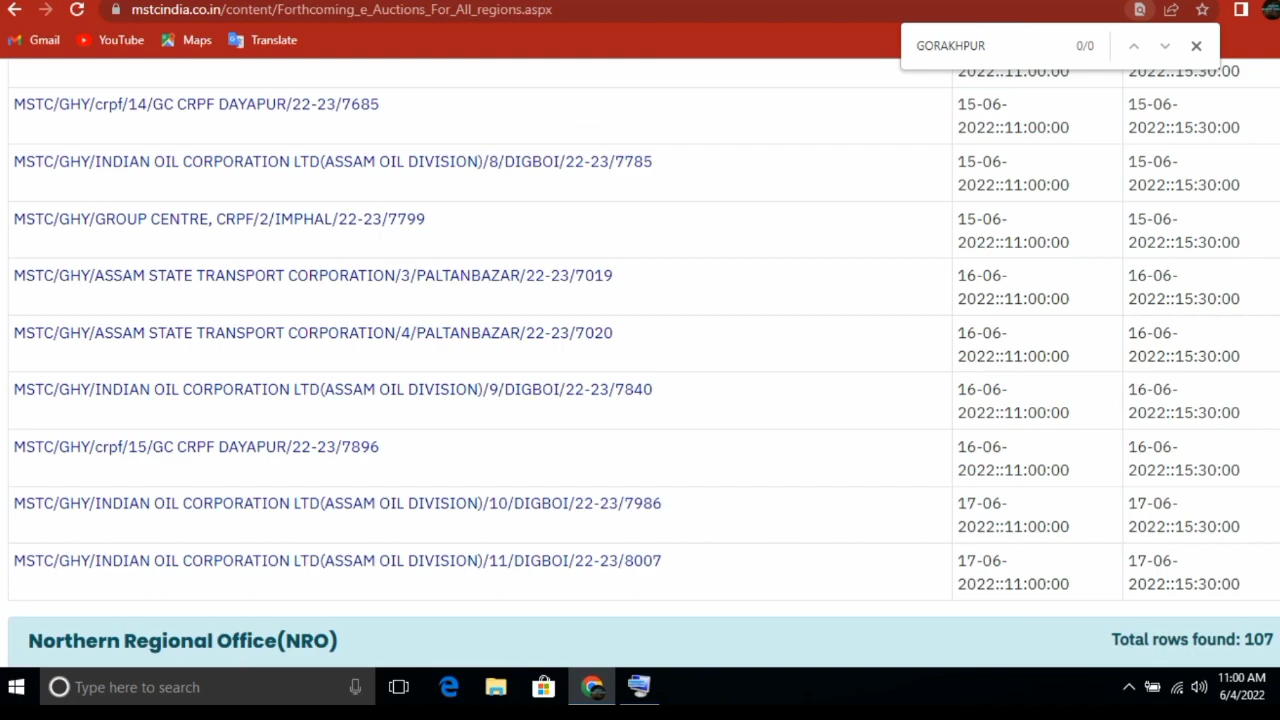 mstcindia.co.in/content/Forthcoming_e_Auctions_For_All_regions.aspx
Gmail YouTube Maps Translate
GORAKHPUR 0/0
2022::11:00:00 2022::15:30:00
MSTC/GHY/crpf/14/GC CRPF DAYAPUR/22-23/7685 15-06- 15-06-
2022::11:00:00 2022::15:30:00
MSTC/GHY/INDIAN OIL CORPORATION LTD(ASSAM OIL DIVISION)/8/DIGBOI/22-23/7785 15-06- 15-06-
2022::11:00:00 2022::15:30:00
MSTC/GHY/GROUP CENTRE, CRPF/2/IMPHAL/22-23/7799 15-06- 15-06-
2022::11:00:00 2022::15:30:00
MSTC/GHY/ASSAM STATE TRANSPORT CORPORATION/3/PALTANBAZAR/22-23/7019 16-06- 16-06-
2022::11:00:00 2022::15:30:00
MSTC/GHY/ASSAM STATE TRANSPORT CORPORATION/4/PALTANBAZAR/22-23/7020 16-06- 16-06-
2022::11:00:00 2022::15:30:00
MSTC/GHY/INDIAN OIL CORPORATION LTD(ASSAM OIL DIVISION)/9/DIGBOI/22-23/7840 16-06- 16-06-
2022::11:00:00 2022::15:30:00
MSTC/GHY/crpf/15/GC CRPF DAYAPUR/22-23/7896 16-06- 16-06-
2022::11:00:00 2022::15:30:00
MSTC/GHY/INDIAN OIL CORPORATION LTD(ASSAM OIL DIVISION)/10/DIGBOI/22-23/7986 17-06- 17-06-
2022::11:00:00 2022::15:30:00
MSTC/GHY/INDIAN OIL CORPORATION LTD(ASSAM OIL DIVISION)/11/DIGBOI/22-23/8007 17-06- 17-06-
2022::11:00:00 2022::15:30:00
Northern Regional Office(NRO) Total rows found: 107
Type here to search 11:00 AM
6/4/2022